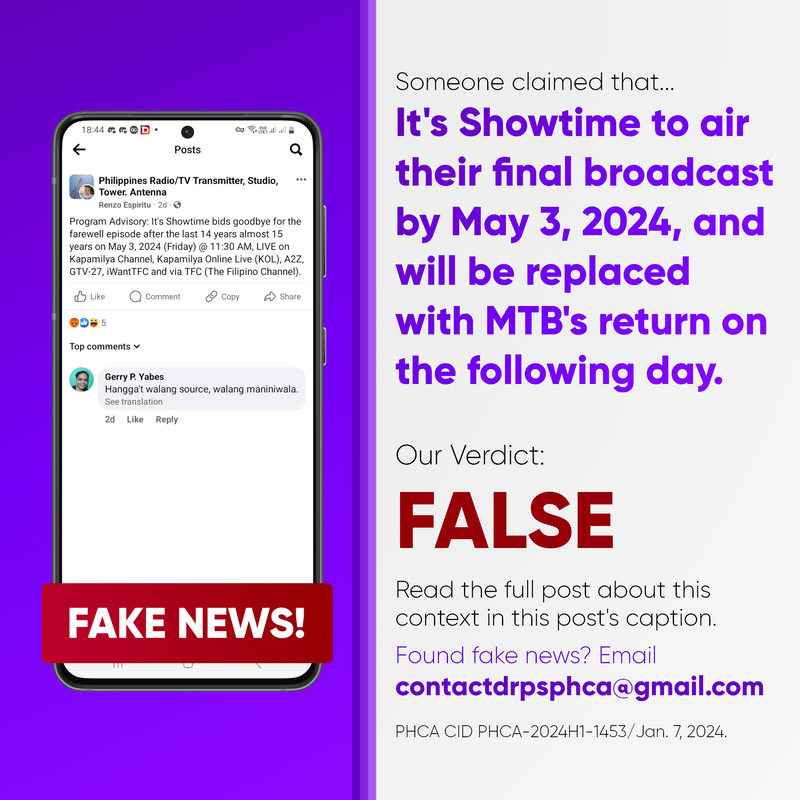 18:44
Posts
Philippines Radio/TV Transmitter, Studio,
Tower. Antenna
Renzo Espiritu · 2d ·
Program Advisory: It's Showtime bids goodbye for the
farewell episode after the last 14 years almost 15
years on May 3, 2024 (Friday) @ 11:30 AM, LIVE on
Kapamilya Channel, Kapamilya Online Live (KOL), A2Z,
GTV-27, iWantTFC and via TFC (The Filipino Channel).
Like Comment Copy Share
5
Top comments
Gerry P. Yabes
Hangga't walang source, walang maniniwala.
See translation
2d Like Reply
FAKE NEWS!
Someone claimed that...
It's Showtime to air
their final broadcast
by May 3, 2024, and
will be replaced
with MTB's return on
the following day.
Our Verdict:
FALSE
Read the full post about this
context in this post's caption.
Found fake news? Email
contactdrpsphca@gmail.com
PHCA CID PHCA-2024H1-1453/Jan. 7, 2024.